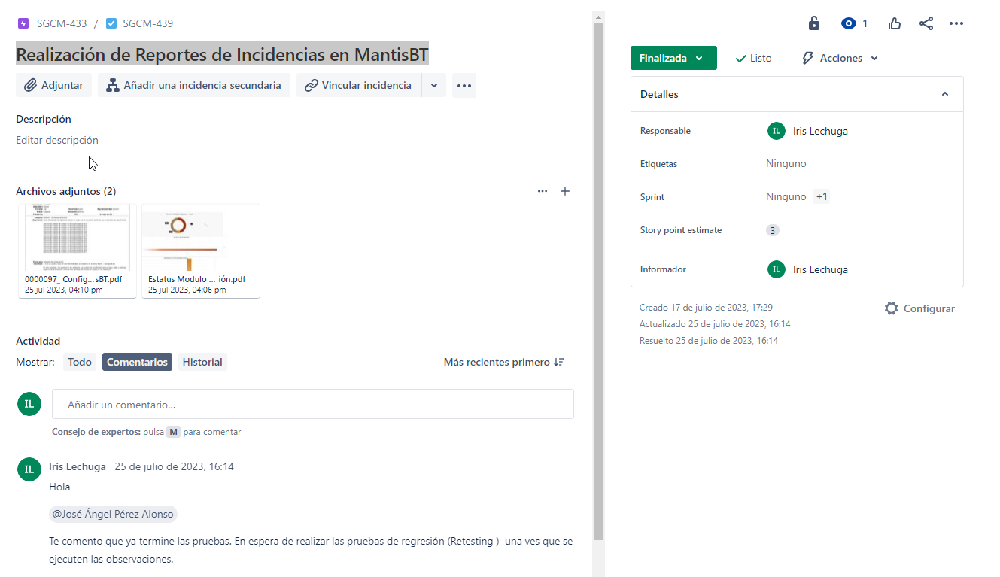 SGCM-433 / SGCM-439
1
Realización de Reportes de Incidencias en MantisBT
Finalizada
Listo
Acciones
Adjuntar
Añadir una incidencia secundaria
Vincular incidencia
Detalles
Descripción
Editar descripción
Responsable
IL Iris Lechuga
Etiquetas
Ninguno
Sprint
Ninguno +1
Story point estimate
3
Informador
IL Iris Lechuga
Creado 17 de julio de 2023, 17:29
Actualizado 25 de julio de 2023, 16:14
Resuelto 25 de julio de 2023, 16:14
Configurar
Archivos adjuntos (2)
0000097_ Config...sBT.pdf
25 jul 2023, 04:10 pm
Estatus Modulo ... ión.pdf
25 jul 2023, 04:06 pm
Actividad
Mostrar: Todo Comentarios Historial
Más recientes primero
IL
Añadir un comentario...
Consejo de expertos: pulsa M para comentar
IL
Iris Lechuga 25 de julio de 2023, 16:14
Hola
@José Ángel Pérez Alonso
Te comento que ya termine las pruebas. En espera de realizar las pruebas de regresión (Retesting ) una ves que se
ejecuten las observaciones.